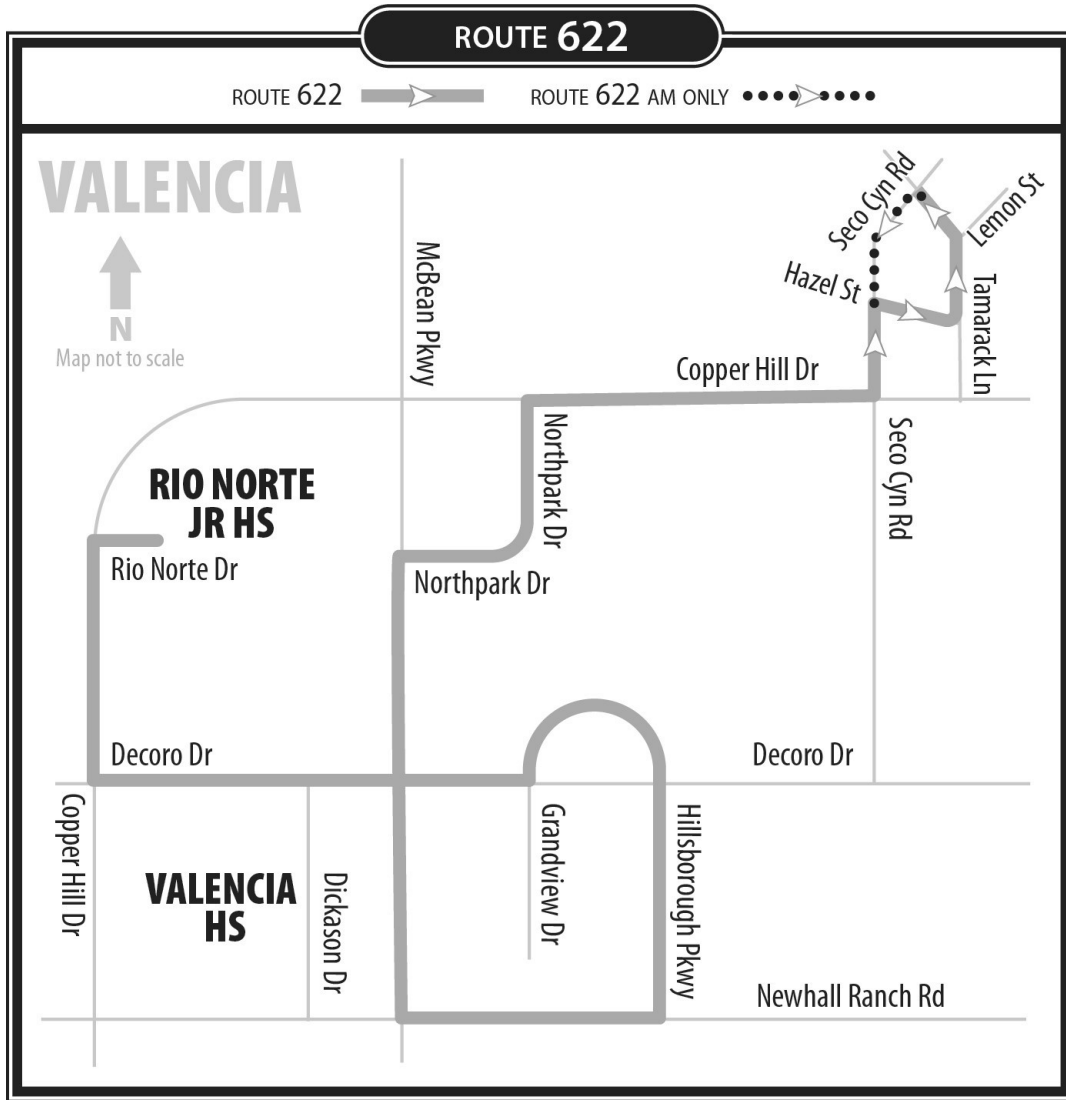 ROUTE 622
ROUTE 622
ROUTE 622 AM ONLY
VALENCIA
N
Map not to scale
McBean Pkwy
Seco Cyn Rd
Lemon St
Hazel St
Tamarack Ln
Copper Hill Dr
Northpark Dr
Seco Cyn Rd
RIO NORTE
JR HS
Rio Norte Dr
Northpark Dr
Decoro Dr
Decoro Dr
Copper Hill Dr
VALENCIA
HS
Dickason Dr
Grandview Dr
Hillsborough Pkwy
Newhall Ranch Rd